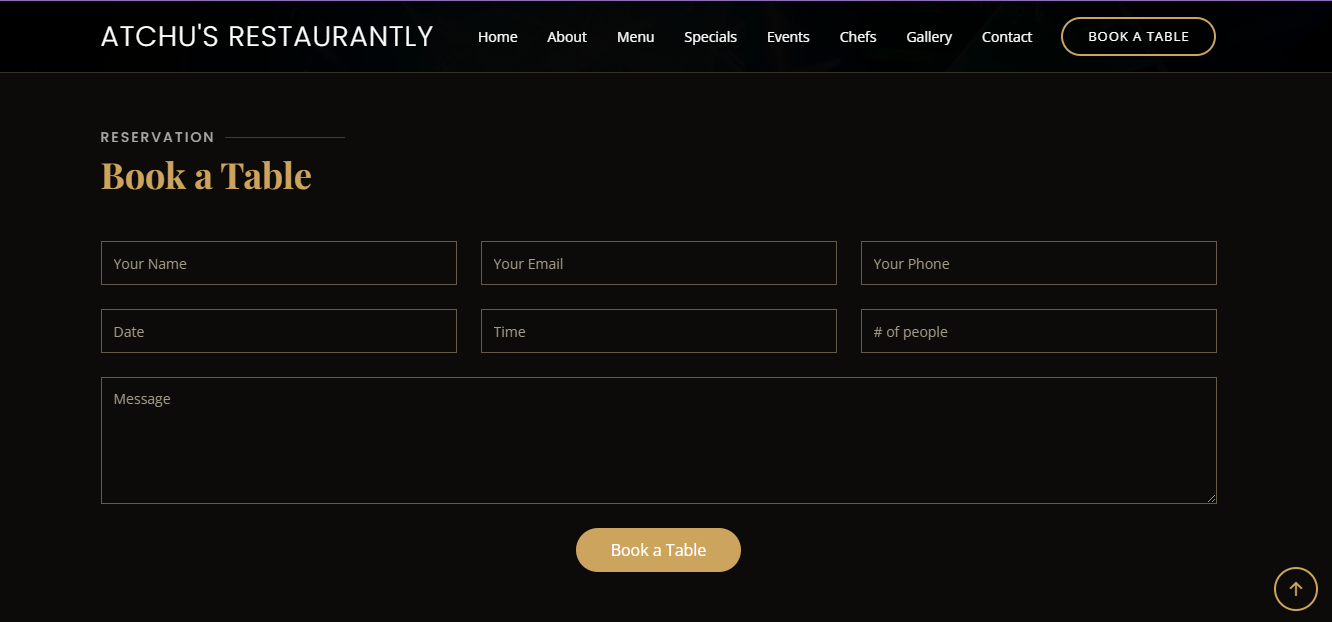 ATCHU'S RESTAURANTLY Home About Menu Specials Events Chefs Gallery Contact BOOK A TABLE
RESERVATION
Book a Table
Your Name Your Email Your Phone
Date Time # of people
Message
Book a Table